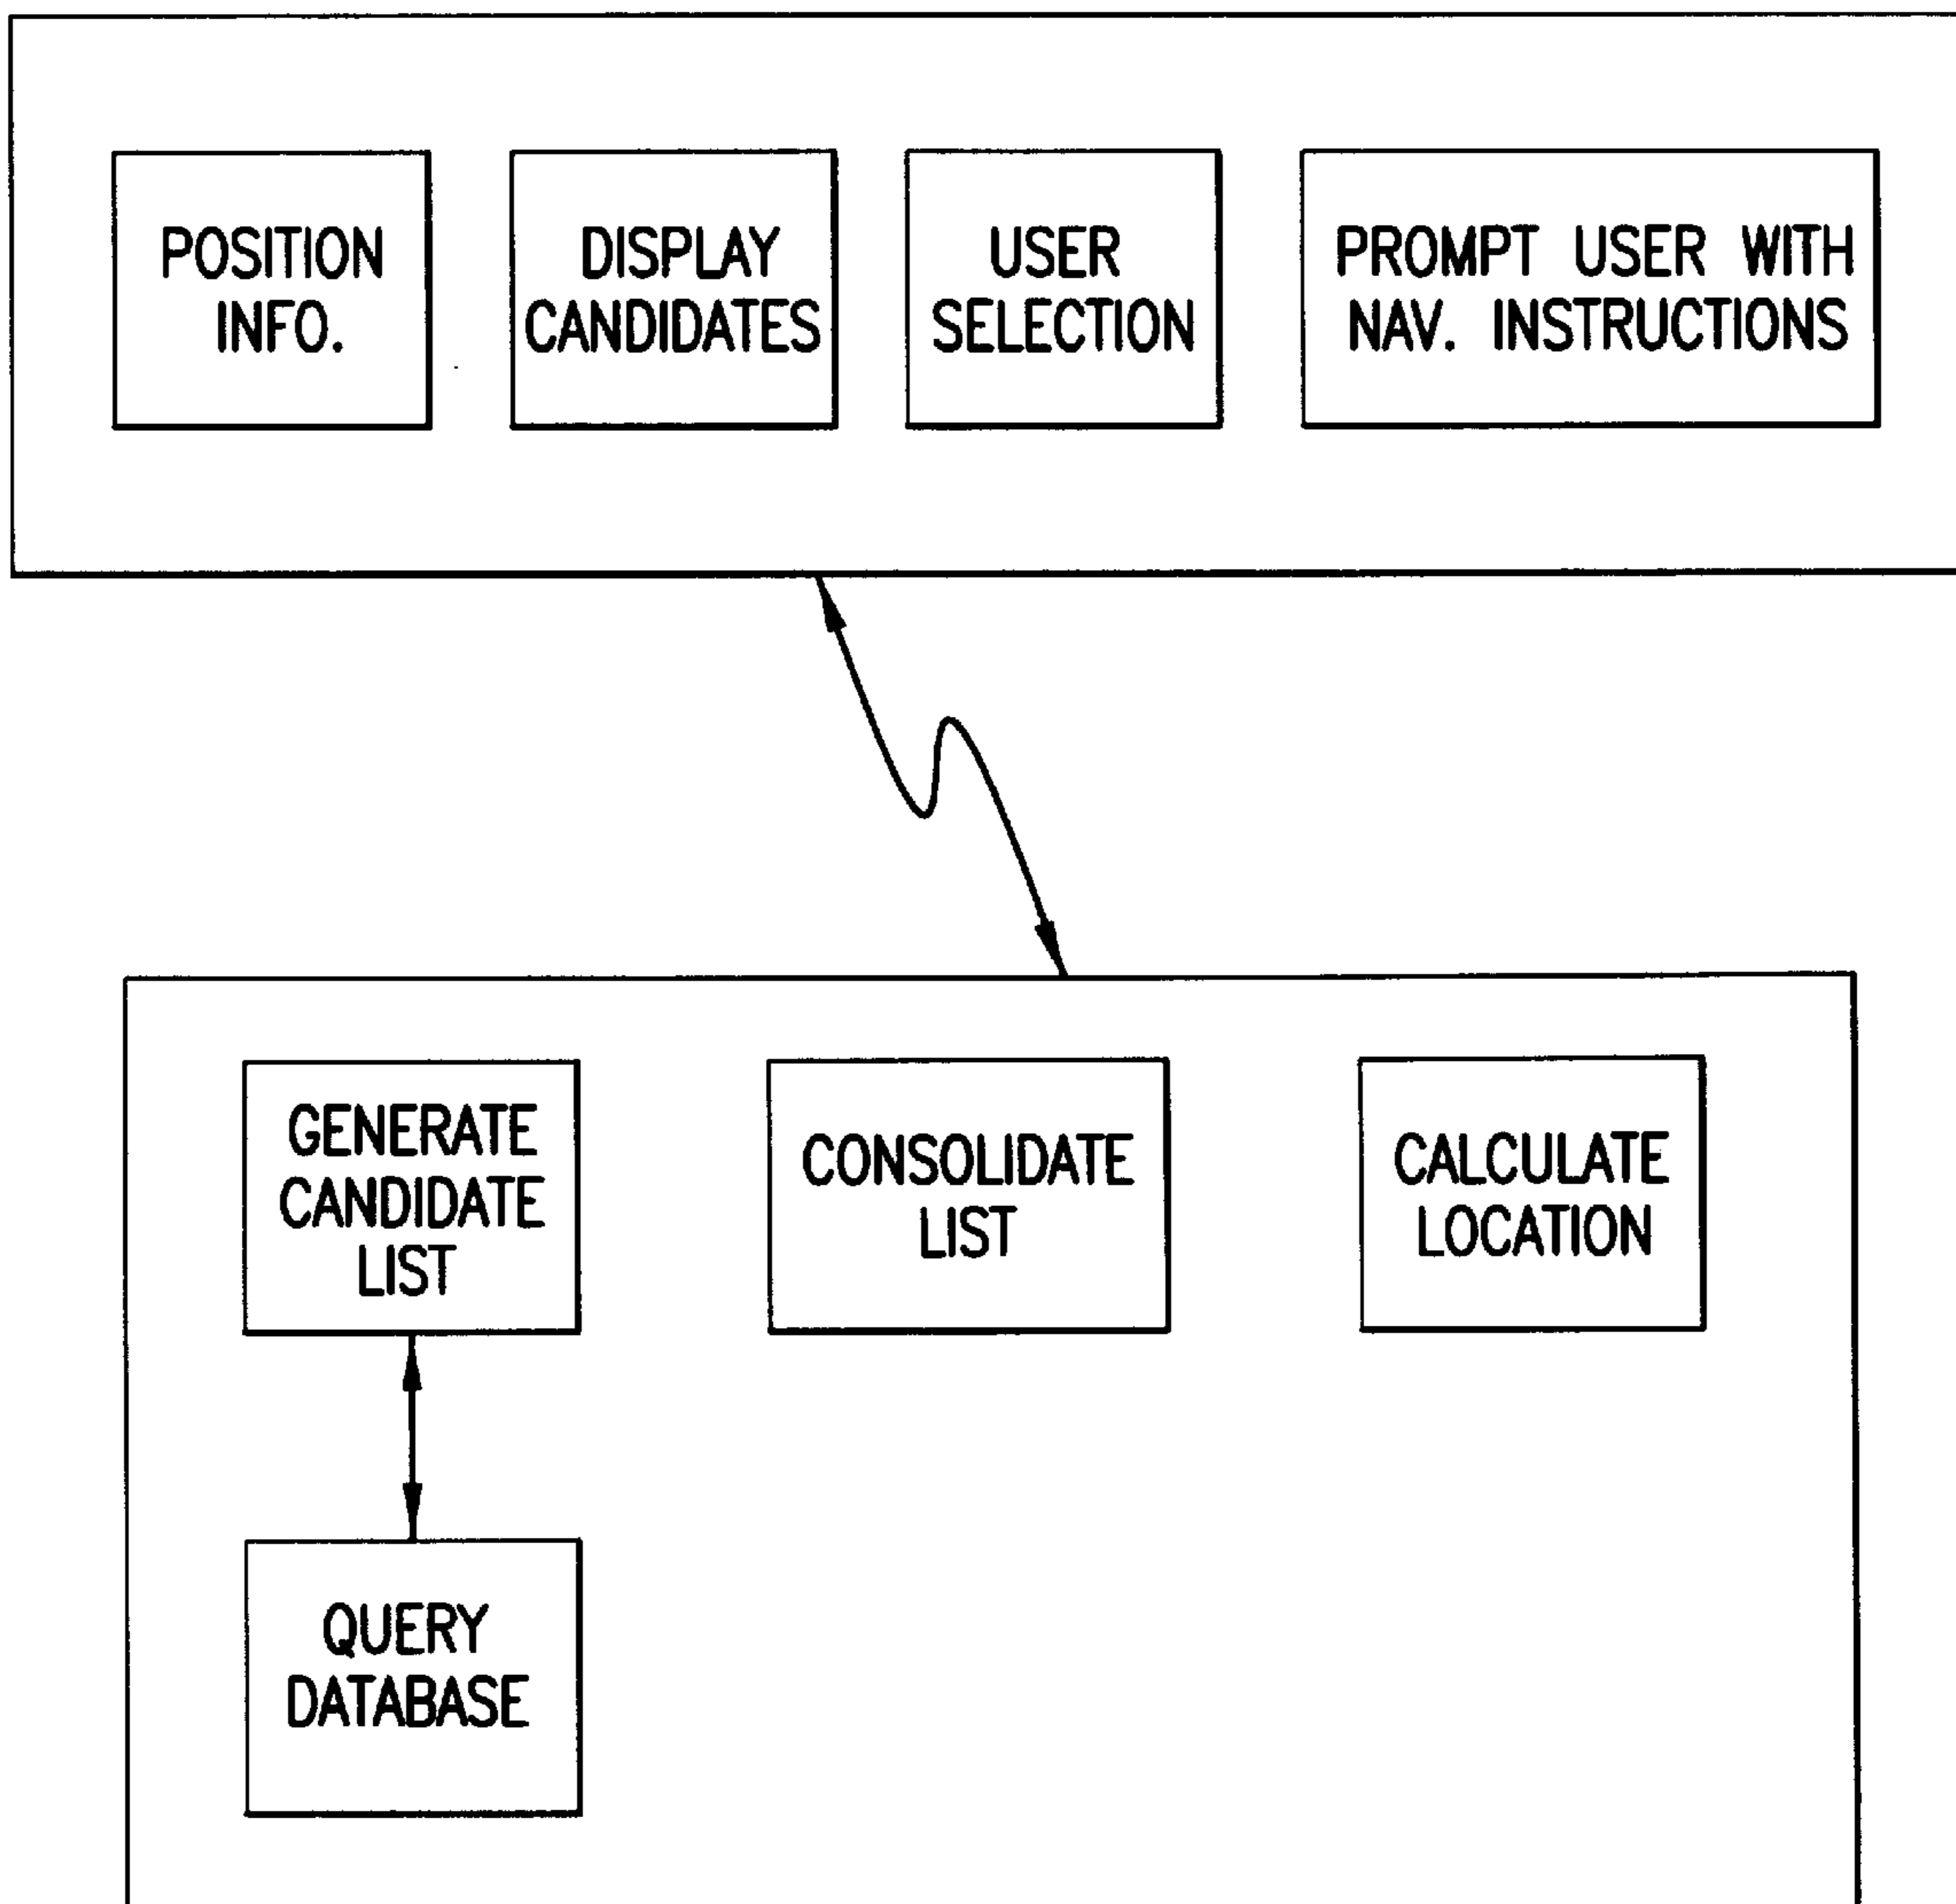 POSITION
INFO.
DISPLAY
CANDIDATES
USER
SELECTION
PROMPT USER WITH
NAV. INSTRUCTIONS
GENERATE
CANDIDATE
LIST
CONSOLIDATE
LIST
CALCULATE
LOCATION
QUERY
DATABASE